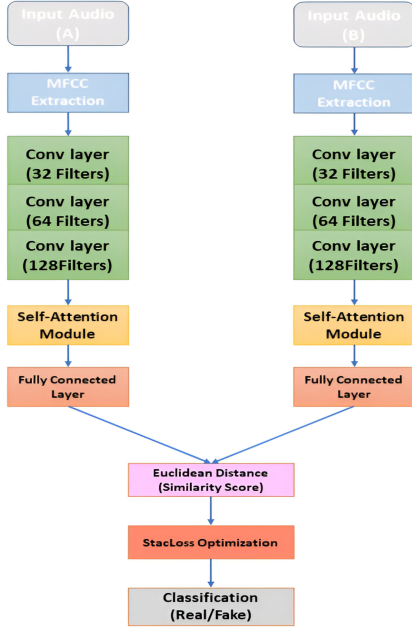 Input Audio
(A)
MFCC
Extraction
Conv layer
(32 Filters)
Conv layer
(64 Filters)
Conv layer
(128Filters)
Self-Attention
Module
Fully Connected
Layer
Input Audio
(B)
MFCC
Extraction
Conv layer
(32 Filters)
Conv layer
(64 Filters)
Conv layer
(128Filters)
Self-Attention
Module
Fully Connected
Layer
Euclidean Distance
(Similarity Score)
StacLoss Optimization
Classification
(Real/Fake)